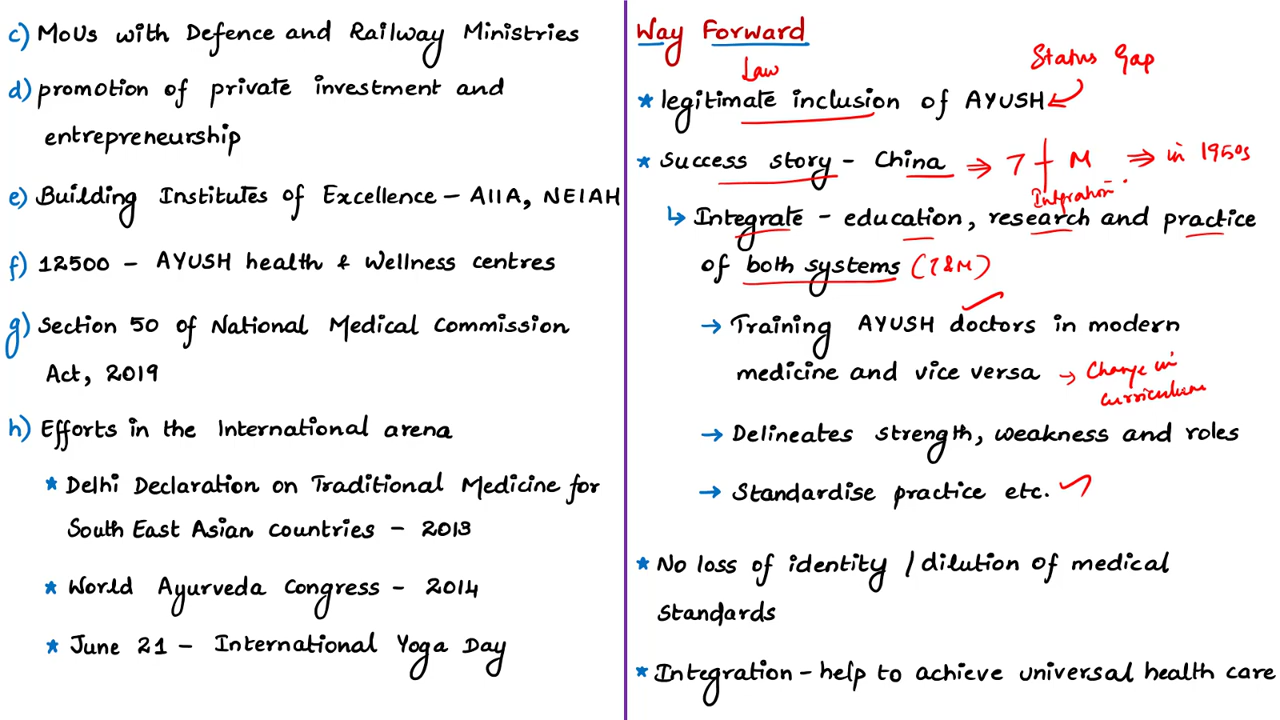 c) MoUs with Defence and Railway Ministries
d) promotion of private investment and
entrepreneurship
e) Building Institutes of Excellence – AIIA, NEIAH
f) 12500 – AYUSH health & Wellness centres
g) Section 50 of National Medical Commission
Act, 2019
h) Efforts in the International arena
* Delhi Declaration on Traditional Medicine for
South East Asian Countries – 2013
* World Ayurveda Congress – 2014
* June 21 – International Yoga Day
Way Forward
Law
Status Gap
* legitimate inclusion of AYUSH
* Success story – China ⇒ T + M ⇒ in 1950s
Integration
↳ Integrate – education, research and practice
of both systems (T&M)
→ Training AYUSH doctors in modern
medicine and vice versa → Change in
curriculum
→ Delineates strength, weakness and roles
→ Standardise practice etc.
* No loss of identity / dilution of medical
standards
* Integration – help to achieve universal health care